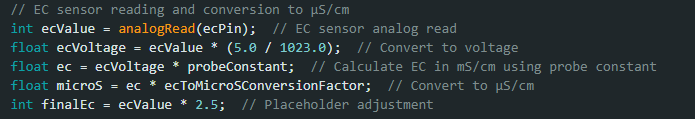 // EC sensor reading and conversion to µS/cm
int ecValue = analogRead(ecPin);  // EC sensor analog read
float ecVoltage = ecValue * (5.0 / 1023.0);  // Convert to voltage
float ec = ecVoltage * probeConstant;  // Calculate EC in mS/cm using probe constant
float microS = ec * ecToMicroSConversionFactor;  // Convert to µS/cm
int finalEc = ecValue * 2.5;  // Placeholder adjustment